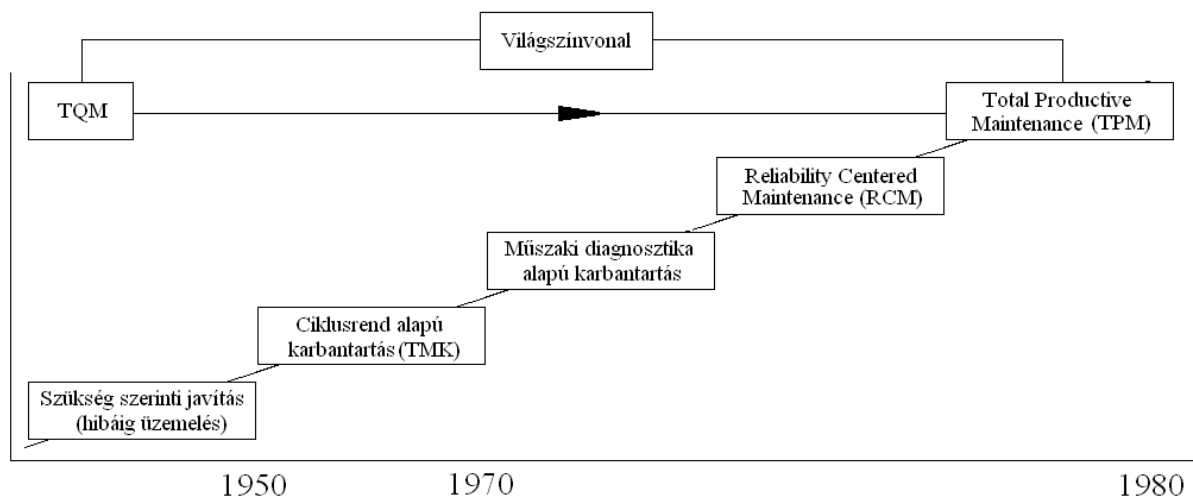 Világszínvonal
TQM
Total Productive
Maintenance (TPM)
Reliability Centered
Maintenance (RCM)
Műszaki diagnosztika
alapú karbantartás
Ciklusrend alapú
karbantartás (TMK)
Szükség szerinti javítás
(hibáig üzemelés)
1950
1970
1980